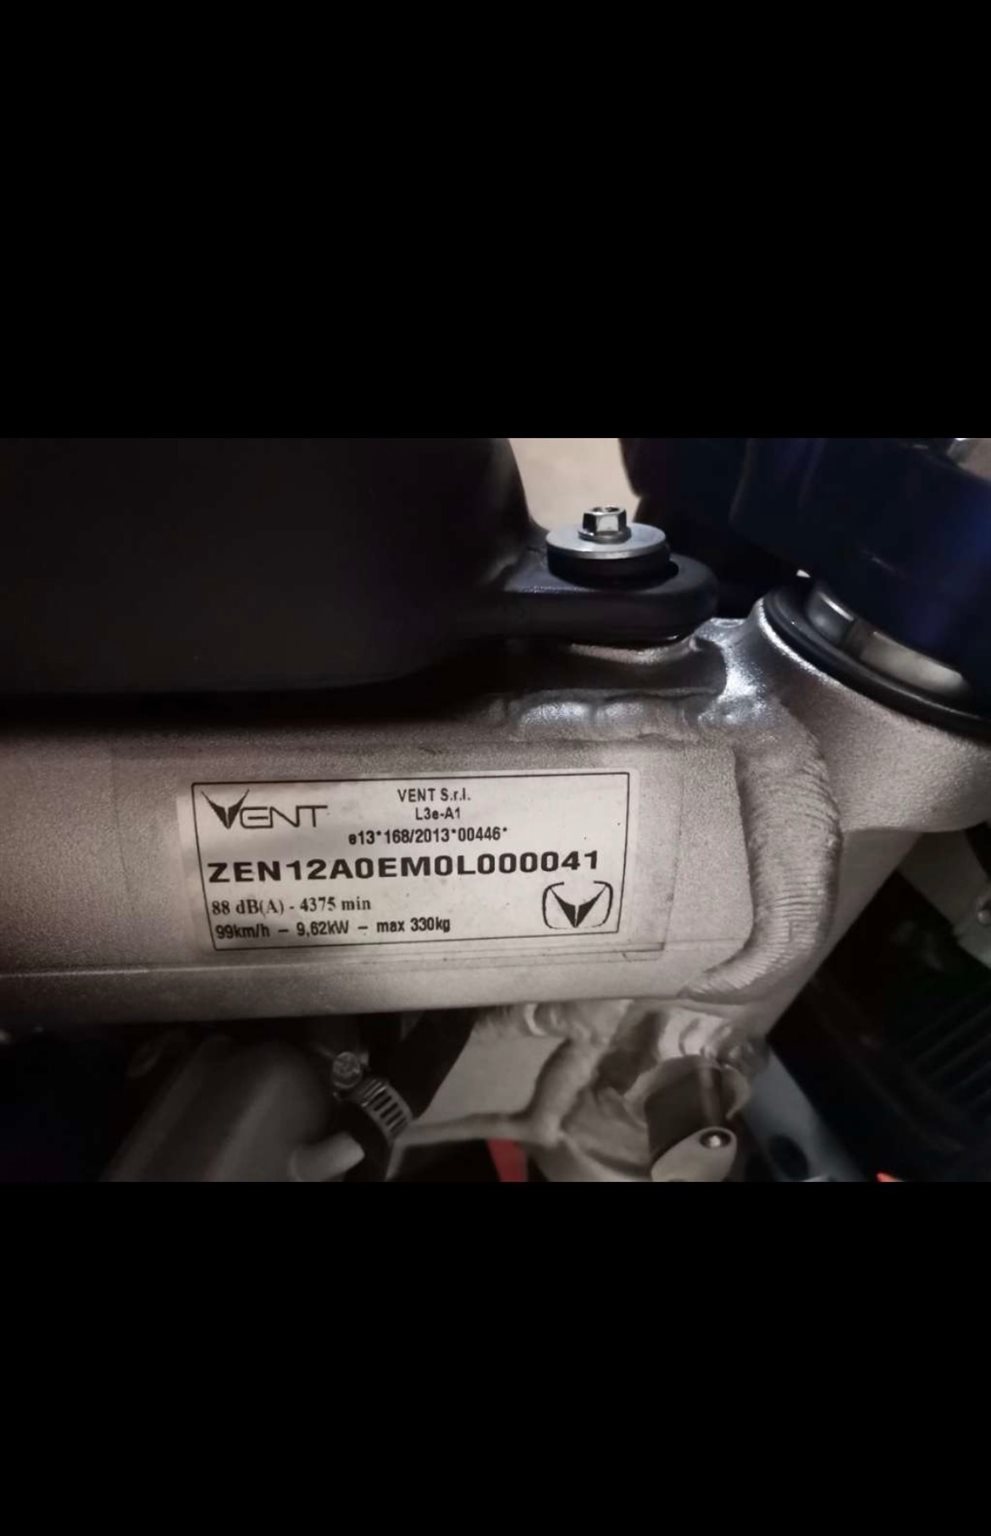 VENT
VENT S.r.l.
L3e-A1
e13*168/2013*00446*
ZEN12A0EM0L000041
88 dB(A) - 4375 min
99km/h – 9,62kW – max 330kg